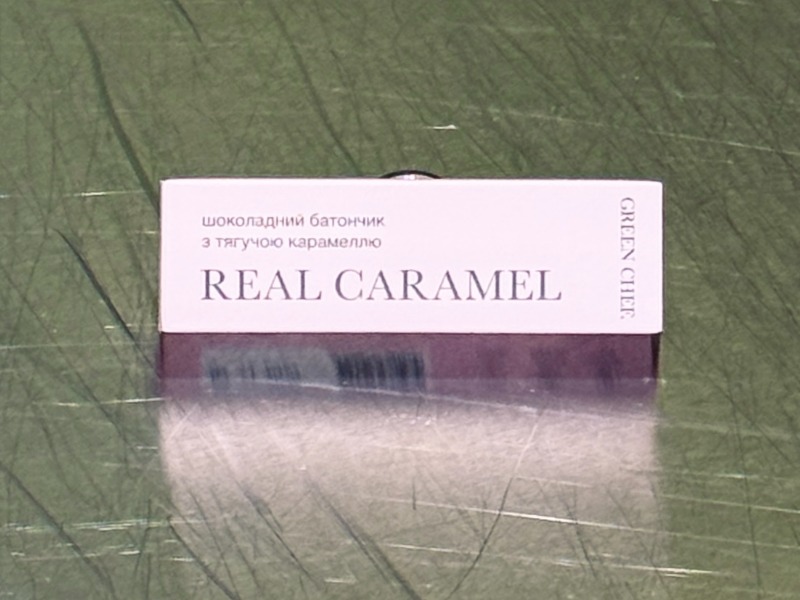 шоколадний батончик
з тягучою карамеллю
REAL CARAMEL
GREEN CHEF